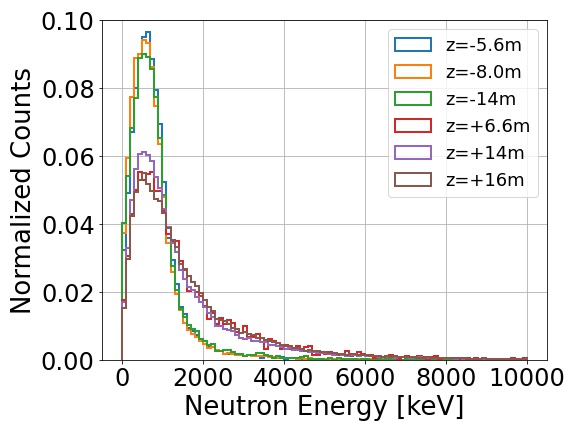 0.10
0.08
0.06
0.04
0.02
0.00
Normalized Counts
z=-5.6m
z=-8.0m
z=-14m
z=+6.6m
z=+14m
z=+16m
0 2000 4000 6000 8000 10000
Neutron Energy [keV]